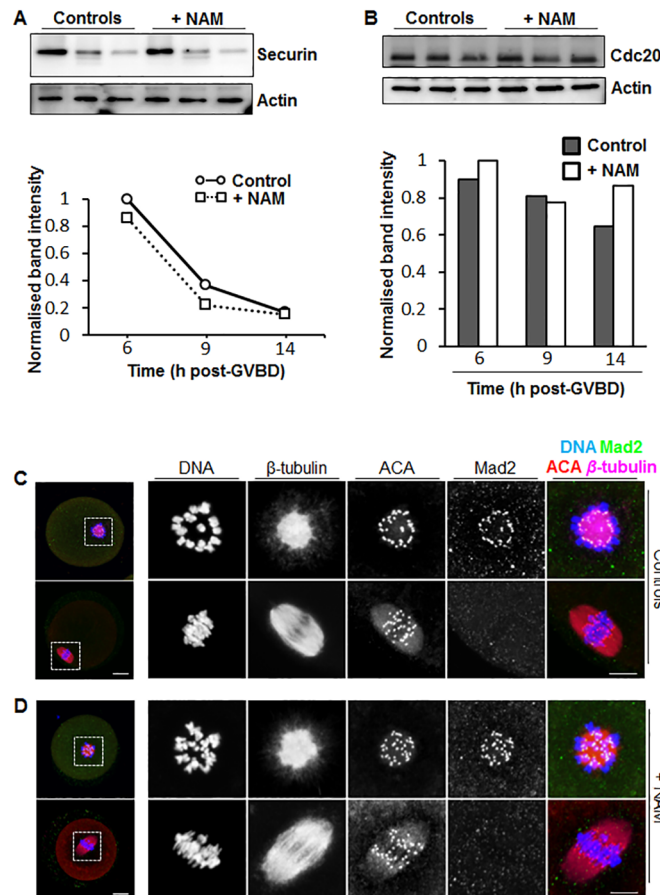 A
Controls
+ NAM
Securin
Actin
Normalised band intensity
1
0.8
0.6
0.4
0.2
0
Control
+ NAM
6
9
14
Time (h post-GVBD)
B
Controls
+ NAM
Cdc20
Actin
Normalised band intensity
1
0.8
0.6
0.4
0.2
0
Control
+ NAM
6
9
14
Time (h post-GVBD)
DNA Mad2
DNA
β-tubulin
ACA
Mad2
ACA β-tubulin
C
Controls
D
+ NAM